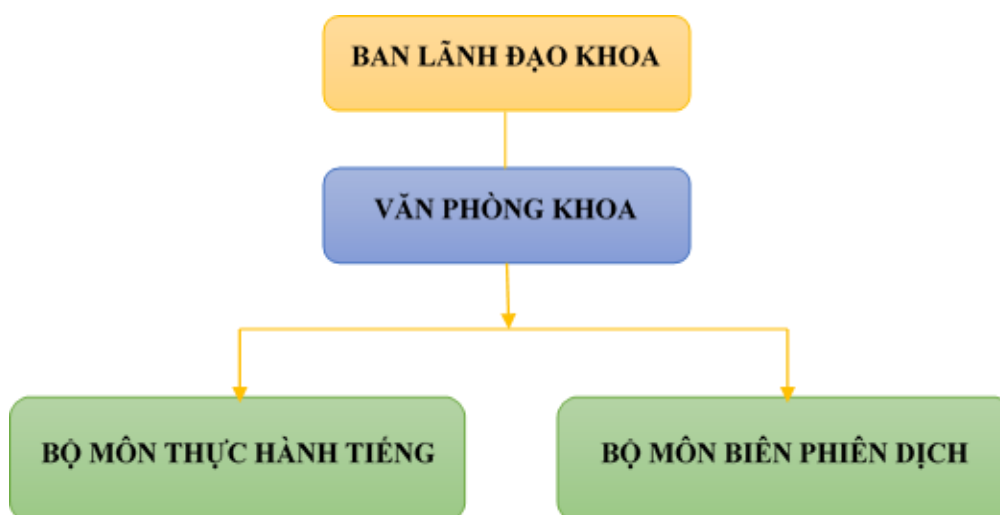 BAN LÃNH ĐẠO KHOA
VĂN PHÒNG KHOA
BỘ MÔN THỰC HÀNH TIẾNG
BỘ MÔN BIÊN PHIÊN DỊCH